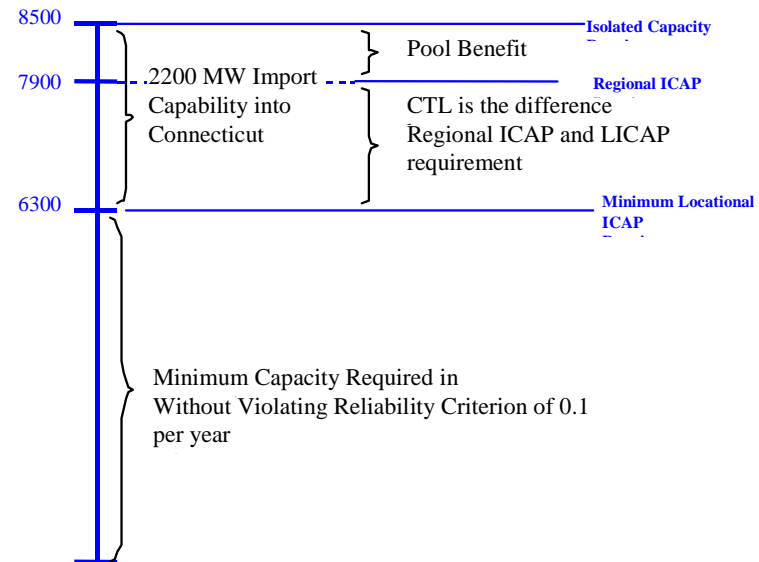 8500
Isolated Capacity
Pool Benefit
7900
2200 MW Import
Capability into
Connecticut
Regional ICAP
CTL is the difference
Regional ICAP and LICAP
requirement
6300
Minimum Locational
ICAP
Minimum Capacity Required in
Without Violating Reliability Criterion of 0.1
per year